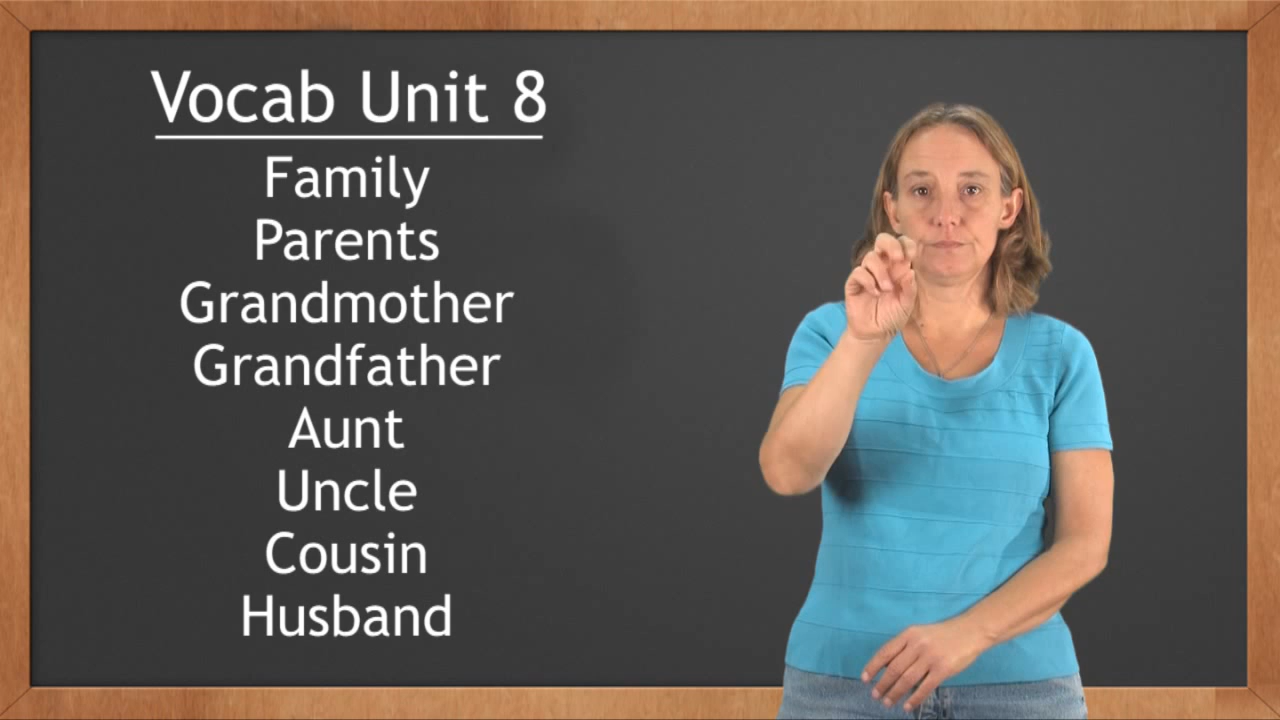 Vocab Unit 8
Family
Parents
Grandmother
Grandfather
Aunt
Uncle
Cousin
Husband